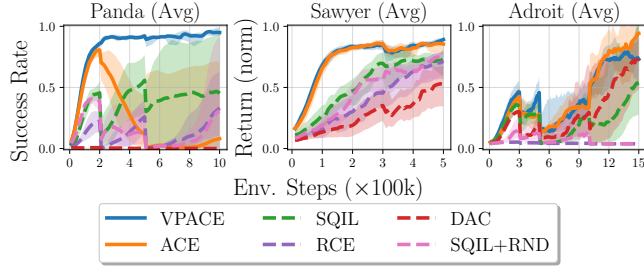 Panda (Avg) Sawyer (Avg) Adroit (Avg)
Success Rate
Return (norm)
1.0 1.0 1.0
0.5 0.5 0.5
0.0 0.0 0.0
0 2 4 6 8 10 0 1 2 3 4 5 0 3 6 9 12 15
Env. Steps (×100k)
VPACE SQIL DAC
ACE RCE SQIL+RND